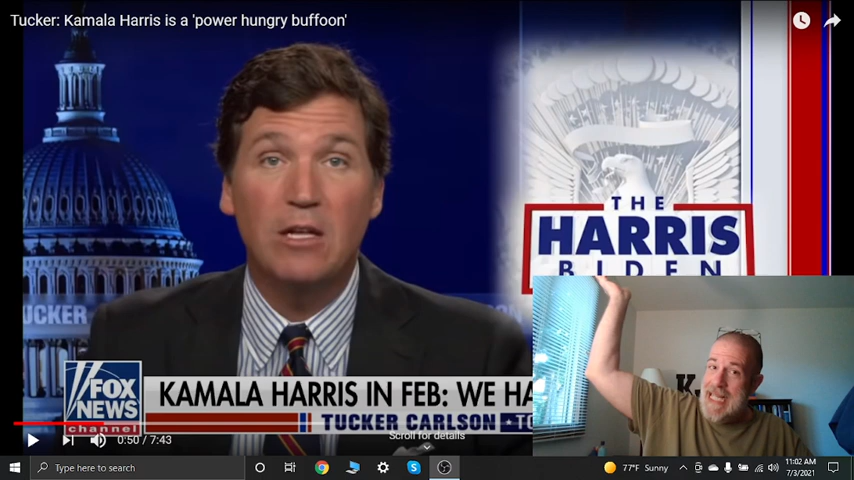 Tucker: Kamala Harris is a 'power hungry buffoon'
THE
HARRIS
BIDEN
TUCKER
FOX
NEWS
channel
KAMALA HARRIS IN FEB: WE HA
TUCKER CARLSON
0:50 / 7:43
Scroll for details
K
Type here to search
77°F Sunny
11:02 AM
7/3/2021